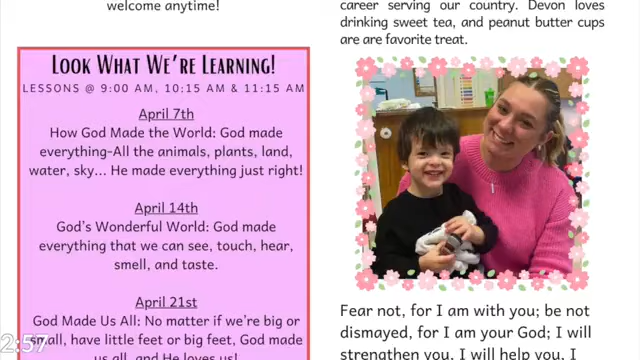 welcome anytime!
LOOK WHAT WE'RE LEARNING!
LESSONS @ 9:00 AM, 10:15 AM & 11:15 AM
April 7th
How God Made the World: God made
everything-All the animals, plants, land,
water, sky... He made everything just right!
April 14th
God's Wonderful World: God made
everything that we can see, touch, hear,
smell, and taste.
April 21st
God Made Us All: No matter if we're big or
small, have little feet or big feet, God made
us all, and He loves us!
2:57
career serving our country. Devon loves
drinking sweet tea, and peanut butter cups
are are favorite treat.
Fear not, for I am with you; be not
dismayed, for I am your God; I will
strengthen you, I will help you, I